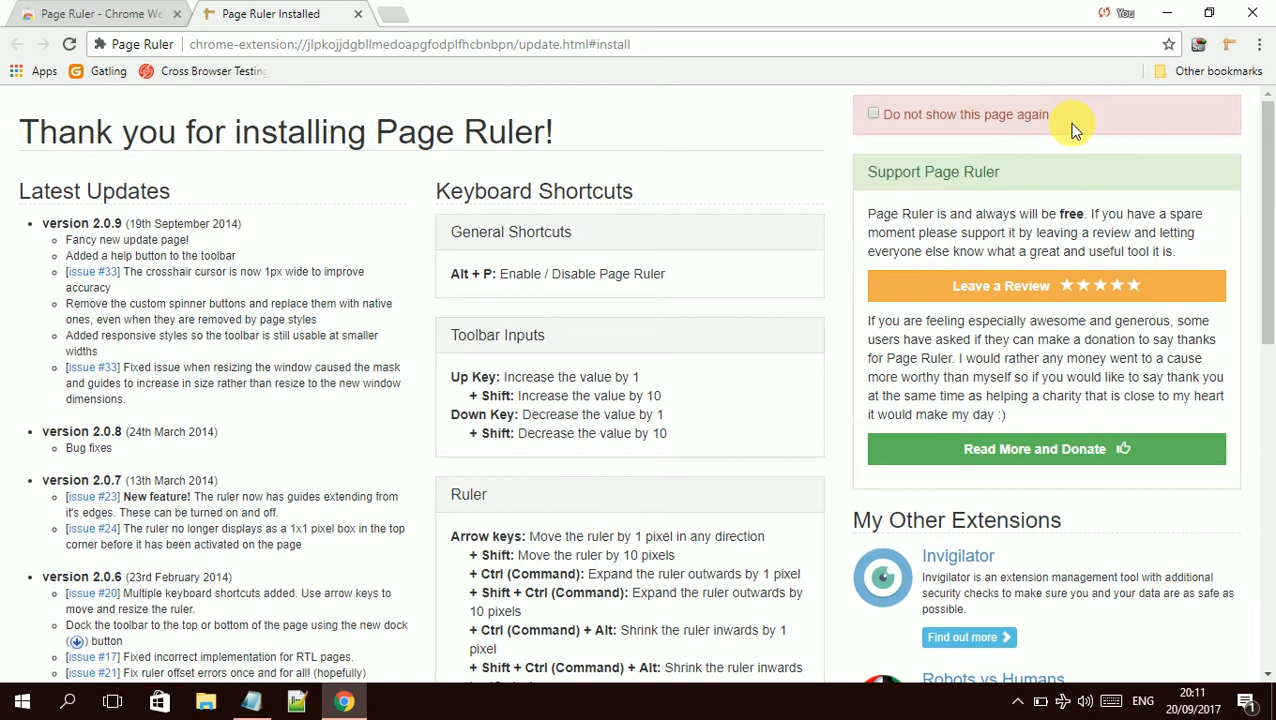 Page Ruler - Chrome We
Page Ruler Installed
You
Page Ruler
chrome-extension://jlpkojjdgbllmedoapgfodplfhcbnbpn/update.html#install
Apps
Gatling
Cross Browser Testing
Other bookmarks
Thank you for installing Page Ruler!
Latest Updates
version 2.0.9 (19th September 2014)
Fancy new update page!
Added a help button to the toolbar
[issue #33] The crosshair cursor is now 1px wide to improve
accuracy
Remove the custom spinner buttons and replace them with native
ones, even when they are removed by page styles
Added responsive styles so the toolbar is still usable at smaller
widths
[issue #33] Fixed issue when resizing the window caused the mask
and guides to increase in size rather than resize to the new window
dimensions.
version 2.0.8 (24th March 2014)
Bug fixes
version 2.0.7 (13th March 2014)
[issue #23] New feature! The ruler now has guides extending from
it's edges. These can be turned on and off.
[issue #24] The ruler no longer displays as a 1x1 pixel box in the top
corner before it has been activated on the page
version 2.0.6 (23rd February 2014)
[issue #20] Multiple keyboard shortcuts added. Use arrow keys to
move and resize the ruler.
Dock the toolbar to the top or bottom of the page using the new dock
() button
[issue #17] Fixed incorrect implementation for RTL pages.
[issue #21] Fix ruler offset errors once and for all! (hopefully)
Keyboard Shortcuts
General Shortcuts
Alt + P: Enable / Disable Page Ruler
Toolbar Inputs
Up Key: Increase the value by 1
+ Shift: Increase the value by 10
Down Key: Decrease the value by 1
+ Shift: Decrease the value by 10
Ruler
Arrow keys: Move the ruler by 1 pixel in any direction
+ Shift: Move the ruler by 10 pixels
+ Ctrl (Command): Expand the ruler outwards by 1 pixel
+ Shift + Ctrl (Command): Expand the ruler outwards by
10 pixels
+ Ctrl (Command) + Alt: Shrink the ruler inwards by 1
pixel
+ Shift + Ctrl (Command) + Alt: Shrink the ruler inwards
Do not show this page again
Support Page Ruler
Page Ruler is and always will be free. If you have a spare
moment please support it by leaving a review and letting
everyone else know what a great and useful tool it is.
Leave a Review ★★★★★
If you are feeling especially awesome and generous, some
users have asked if they can make a donation to say thanks
for Page Ruler. I would rather any money went to a cause
more worthy than myself so if you would like to say thank you
at the same time as helping a charity that is close to my heart
it would make my day :)
Read More and Donate
My Other Extensions
Invigilator
Invigilator is an extension management tool with additional
security checks to make sure you and your data are as safe as
possible.
Find out more
Robots vs Humans
ENG
20:11
20/09/2017
1